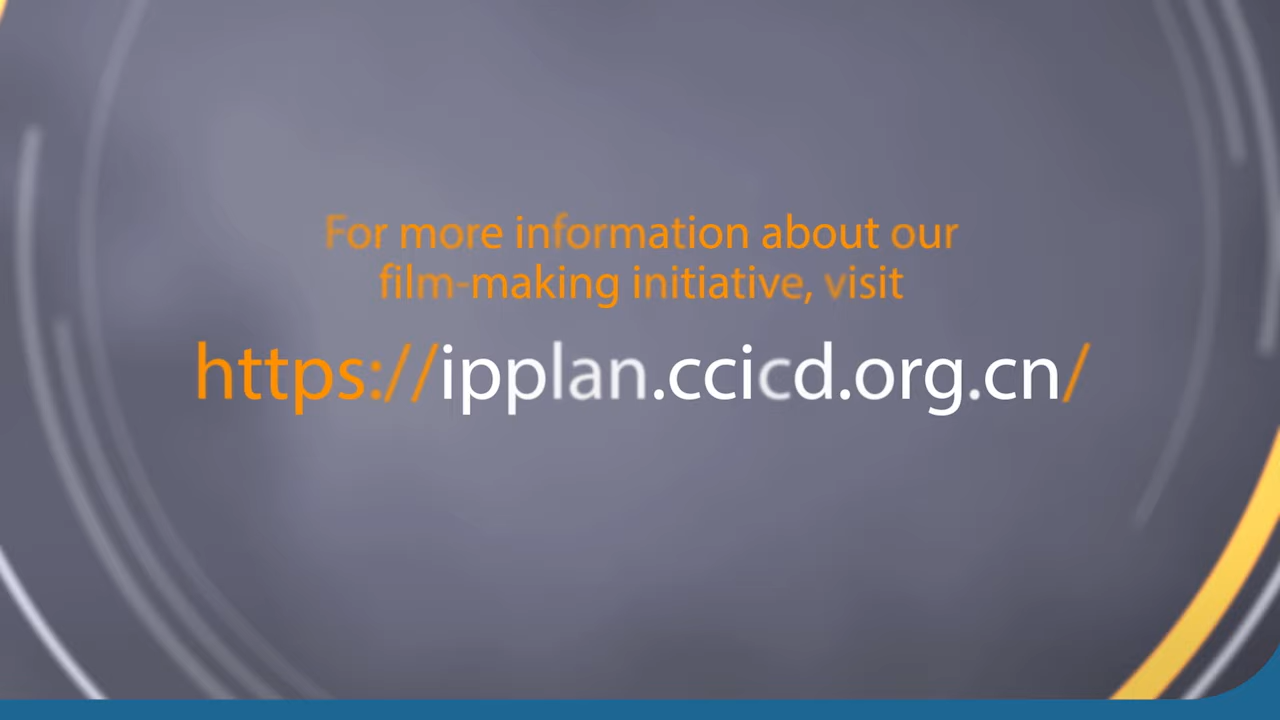 For more information about our
film-making initiative, visit
https://ipplan.ccicd.org.cn/